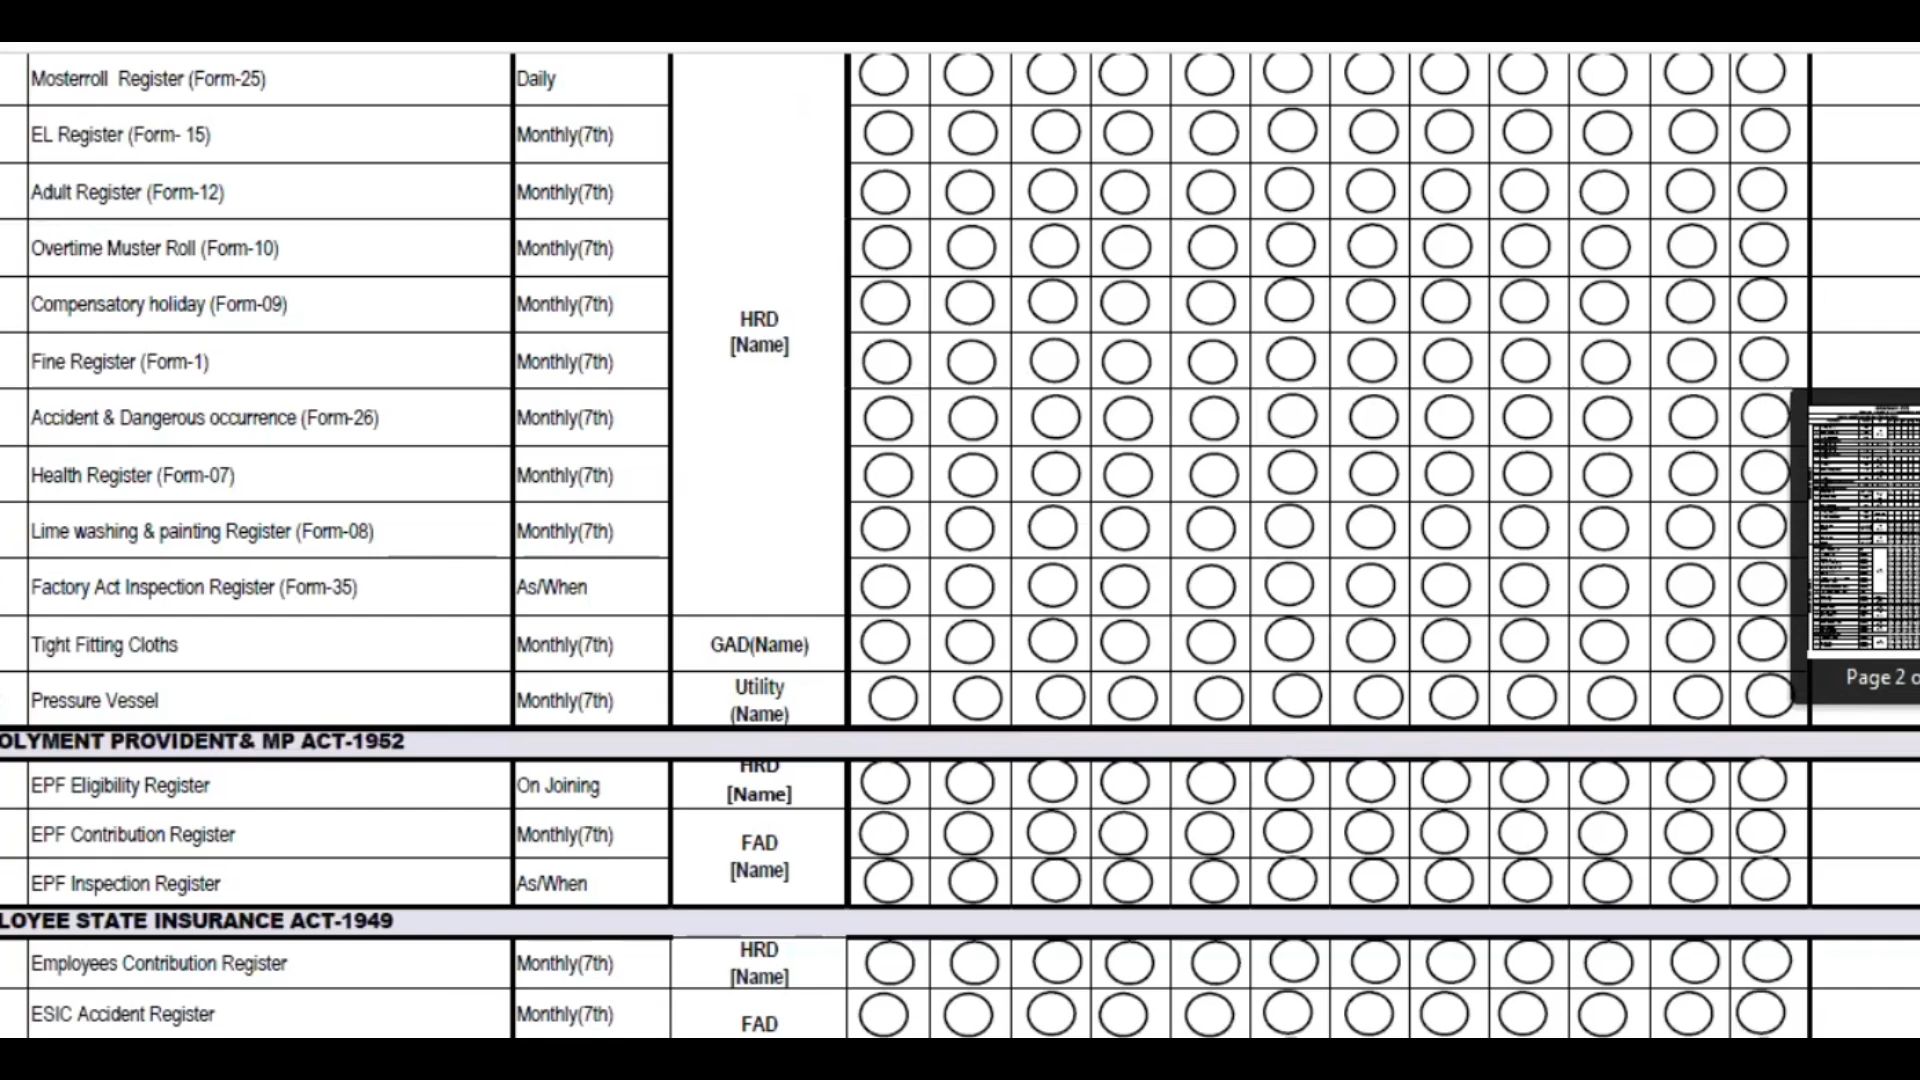 Mosterroll Register (Form-25) Daily
EL Register (Form- 15) Monthly(7th)
Adult Register (Form-12) Monthly(7th)
Overtime Muster Roll (Form-10) Monthly(7th)
Compensatory holiday (Form-09) Monthly(7th)
HRD
[Name]
Fine Register (Form-1) Monthly(7th)
Accident & Dangerous occurrence (Form-26) Monthly(7th)
Health Register (Form-07) Monthly(7th)
Lime washing & painting Register (Form-08) Monthly(7th)
Factory Act Inspection Register (Form-35) As/When
Tight Fitting Cloths Monthly(7th) GAD(Name)
Pressure Vessel Monthly(7th) Utility
(Name)
OLYMENT PROVIDENT& MP ACT-1952
EPF Eligibility Register On Joining HRD
[Name]
EPF Contribution Register Monthly(7th) FAD
[Name]
EPF Inspection Register As/When
LOYEE STATE INSURANCE ACT-1949
Employees Contribution Register Monthly(7th) HRD
[Name]
ESIC Accident Register Monthly(7th) FAD
Page 2 o